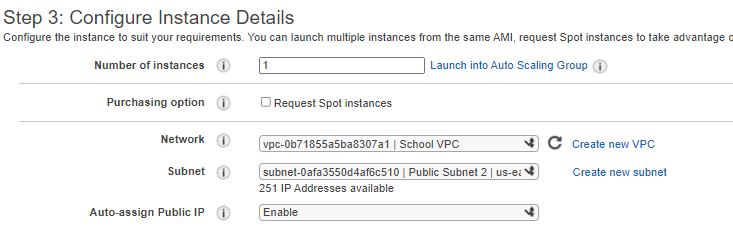 Step 3: Configure Instance Details
Configure the instance to suit your requirements. You can launch multiple instances from the same AMI, request Spot instances to take advantage
Number of instances 1 Launch into Auto Scaling Group
Purchasing option Request Spot instances
Network vpc-0b71855a5ba8307a1 | School VPC Create new VPC
Subnet subnet-0afa3550d4af6c510 | Public Subnet 2 | us-ea Create new subnet
251 IP Addresses available
Auto-assign Public IP Enable